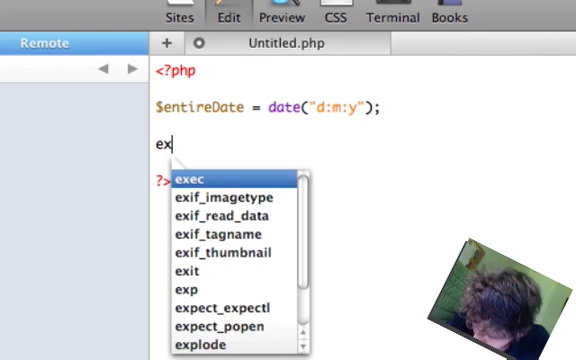 Sites Edit Preview CSS Terminal Books
Remote + Untitled.php
<?php
$entireDate = date("d:m:y");
ex
?>
exec
exif_imagetype
exif_read_data
exif_tagname
exif_thumbnail
exit
exp
expect_expectl
expect_popen
explode